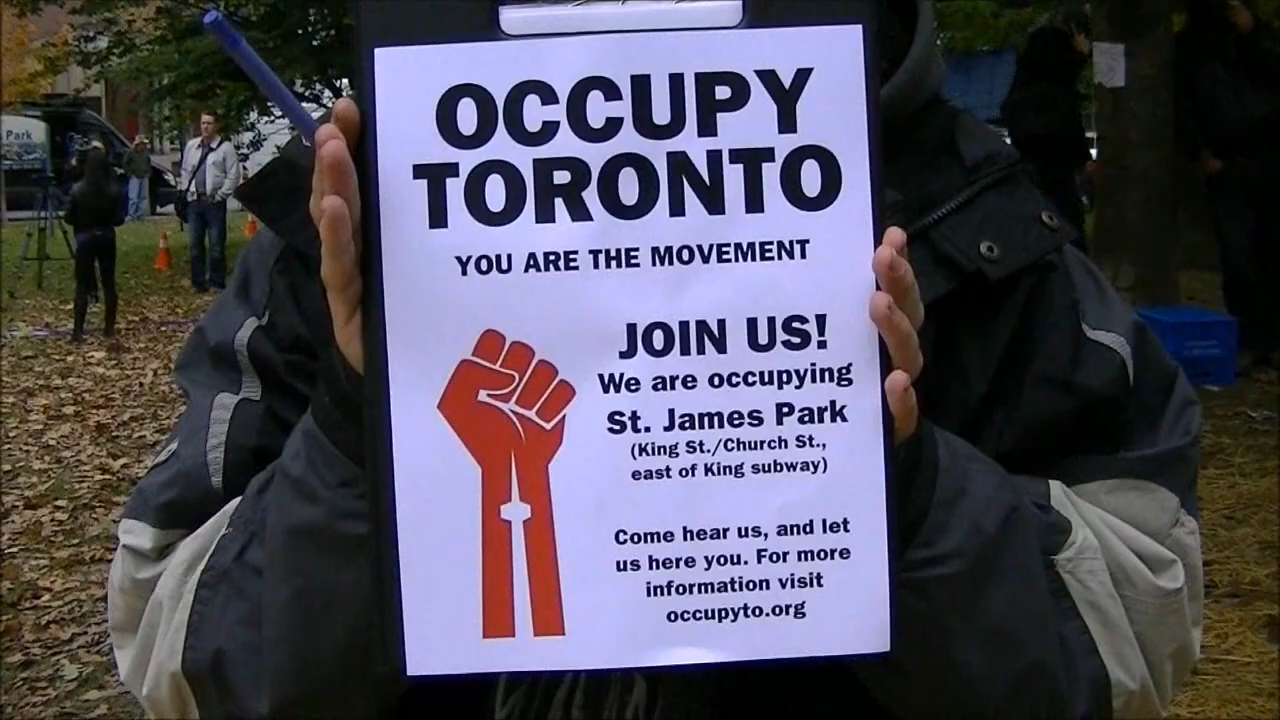 Park
OCCUPY
TORONTO
YOU ARE THE MOVEMENT
JOIN US!
We are occupying
St. James Park
(King St./Church St.,
east of King subway)
Come hear us, and let
us here you. For more
information visit
occupyto.org